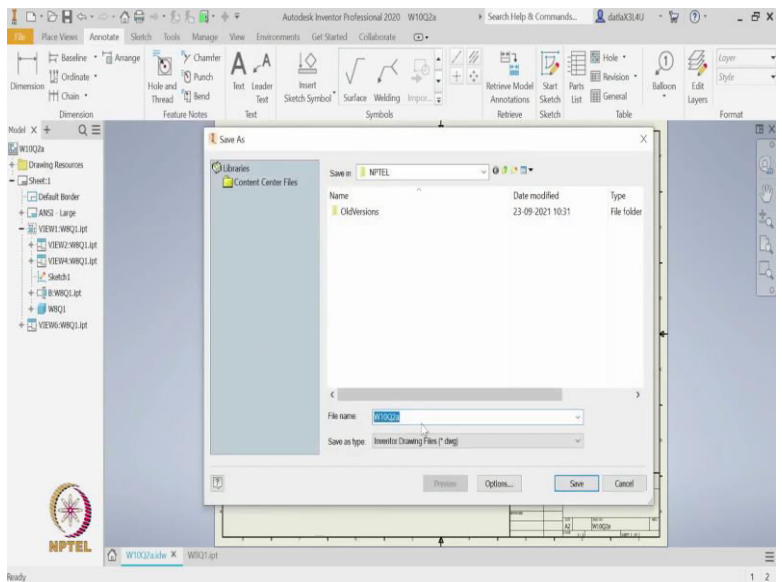 Autodesk Inventor Professional 2020 W10Q2a
Search Help & Commands...
datlaX3L4U
File Place Views Annotate Sketch Tools Manage View Environments Get Started Collaborate
Dimension
Baseline
Ordinate
Chain
Arrange
Hole and Thread
Chamfer
Punch
Bend
Text
Leader Text
Insert Sketch Symbol
Surface
Welding
Impor...
Retrieve Model Annotations
Start Sketch
Parts List
Hole
Revision
General
Balloon
Edit Layers
Layer
Style
Dimension Feature Notes Text Symbols Retrieve Sketch Table Format
Model
W10Q2a
Drawing Resources
Sheet:1
Default Border
ANSI - Large
VIEW1:W8Q1.ipt
VIEW2:W8Q1.ipt
VIEW4:W8Q1.ipt
Sketch1
B:W8Q1.ipt
W8Q1
VIEW6:W8Q1.ipt
Save As
Libraries
Content Center Files
Save in: NPTEL
Name Date modified Type
OldVersions 23-09-2021 10:31 File folder
File name: W10Q2a
Save as type: Inventor Drawing Files (*.dwg)
Preview Options... Save Cancel
A2 W10Q2a
NPTEL
W10Q2a.idw W8Q1.ipt
Ready 1 2